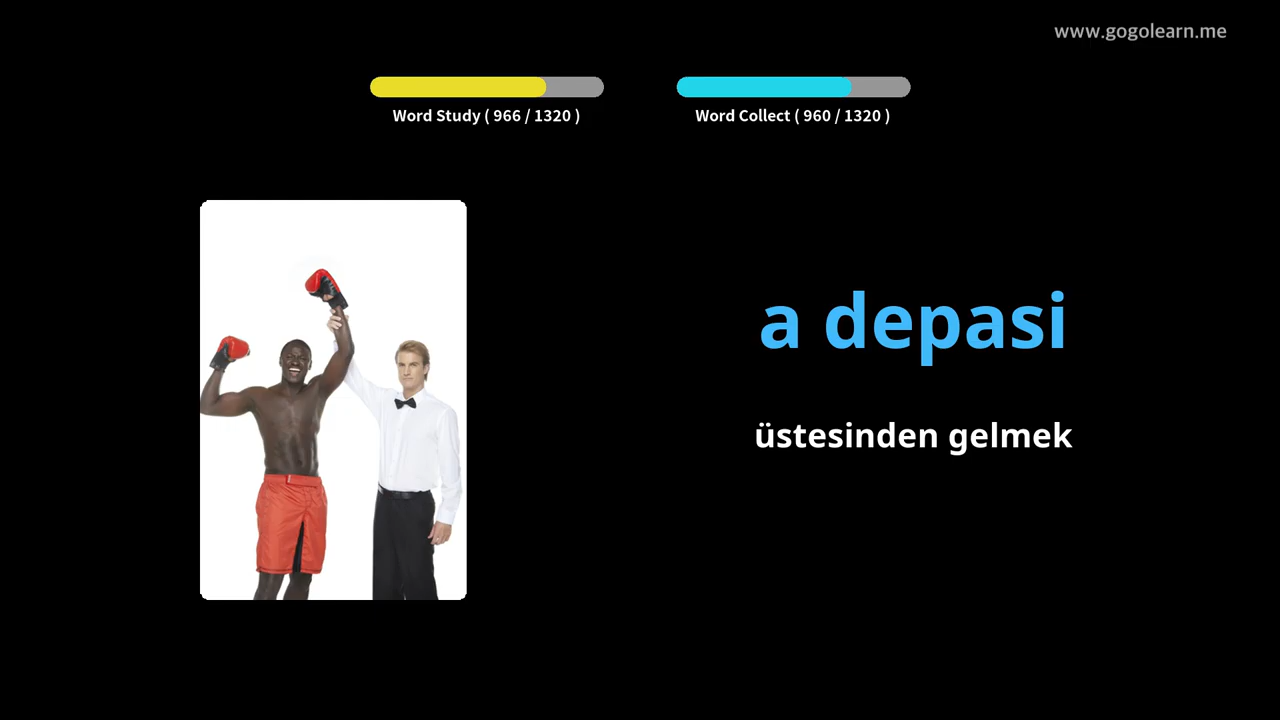 www.gogolearn.me
Word Study ( 966 / 1320 )
Word Collect ( 960 / 1320 )
a depasi
üstesinden gelmek